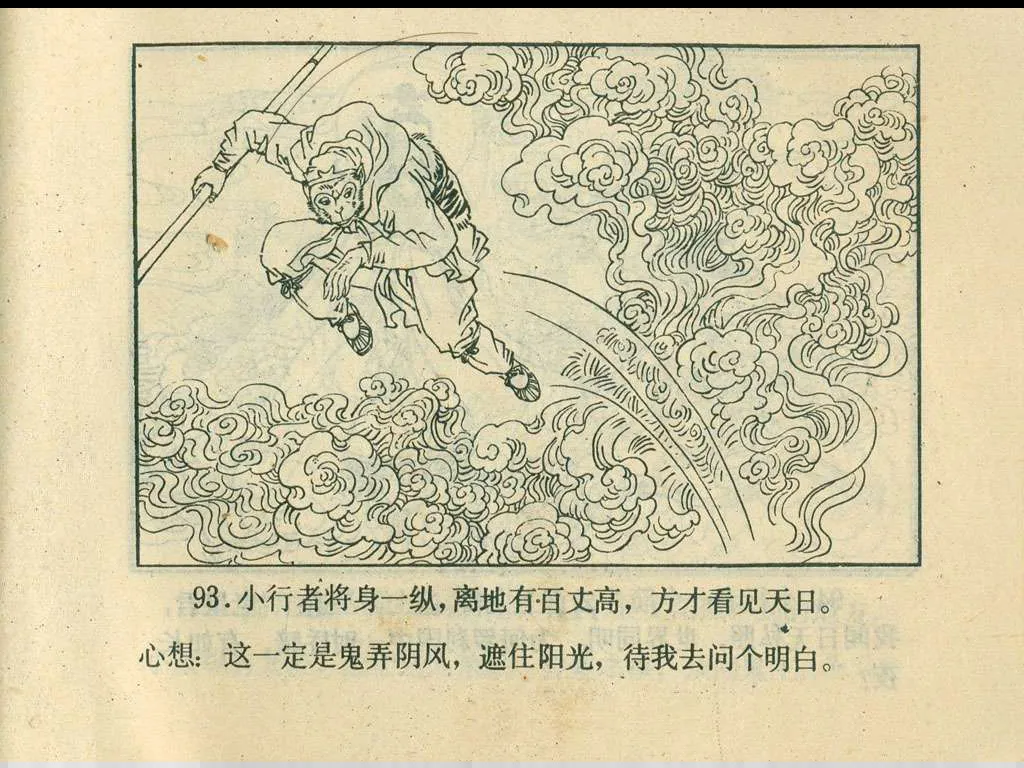 93.小行者将身一纵,离地有百丈高,方才看见天日。
心想:这一定是鬼弄阴风,遮住阳光,待我去问个明白。